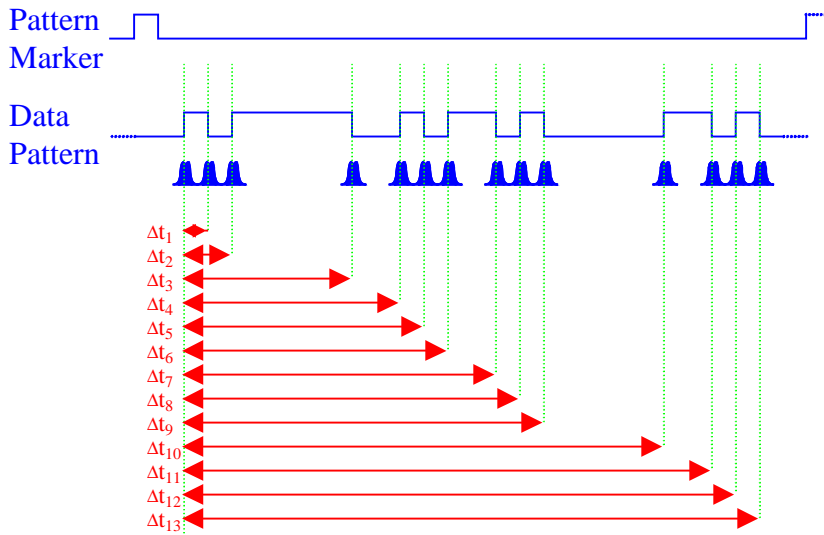 Pattern
Marker
Data
Pattern
Δt₁
Δt₂
Δt₃
Δt₄
Δt₅
Δt₆
Δt₇
Δt₈
Δt₉
Δt₁₀
Δt₁₁
Δt₁₂
Δt₁₃